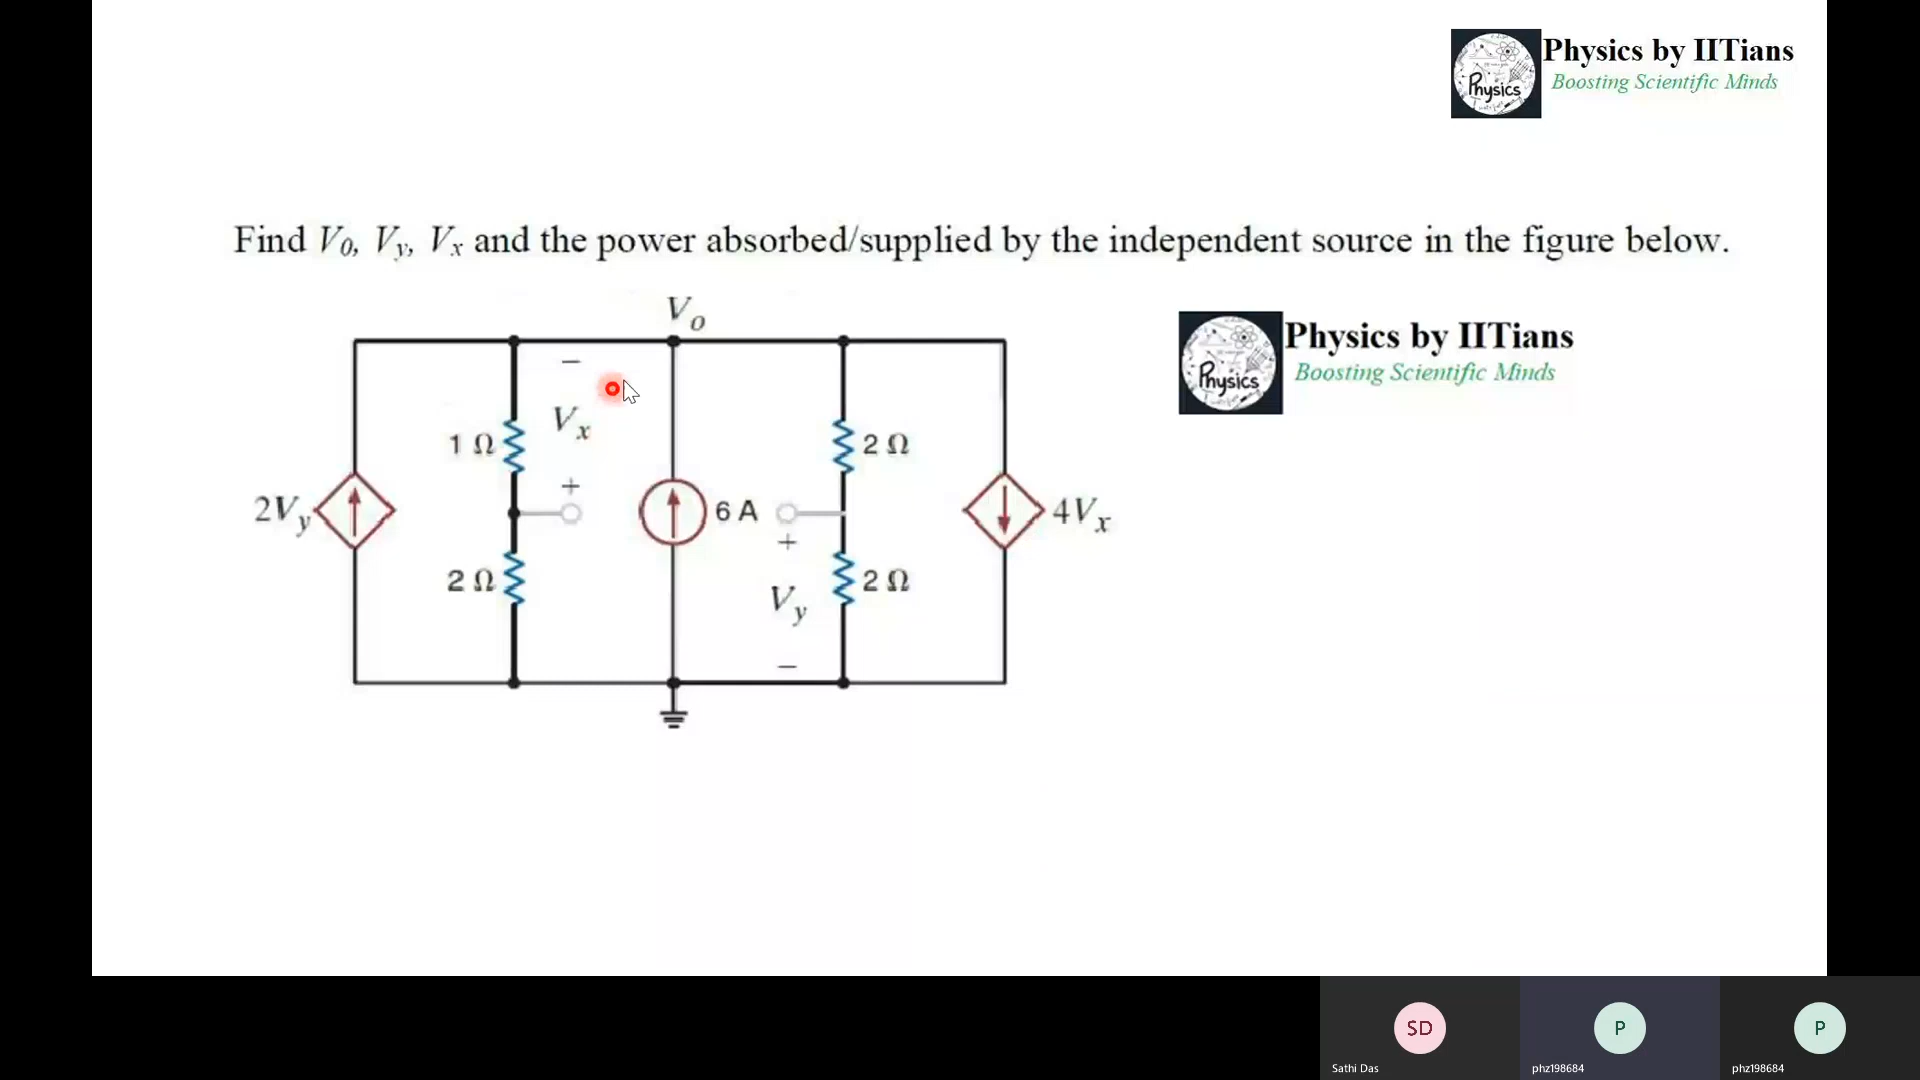 Physics by IITians
Boosting Scientific Minds
Physics
Find V0, Vy, Vx and the power absorbed/supplied by the independent source in the figure below.
Vo
Physics by IITians
Boosting Scientific Minds
Physics
−
Vx
1 Ω
2 Ω
+
2Vy
6 A
4Vx
+
2 Ω
Vy
2 Ω
−
SD
P
P
Sathi Das
phz198684
phz198684